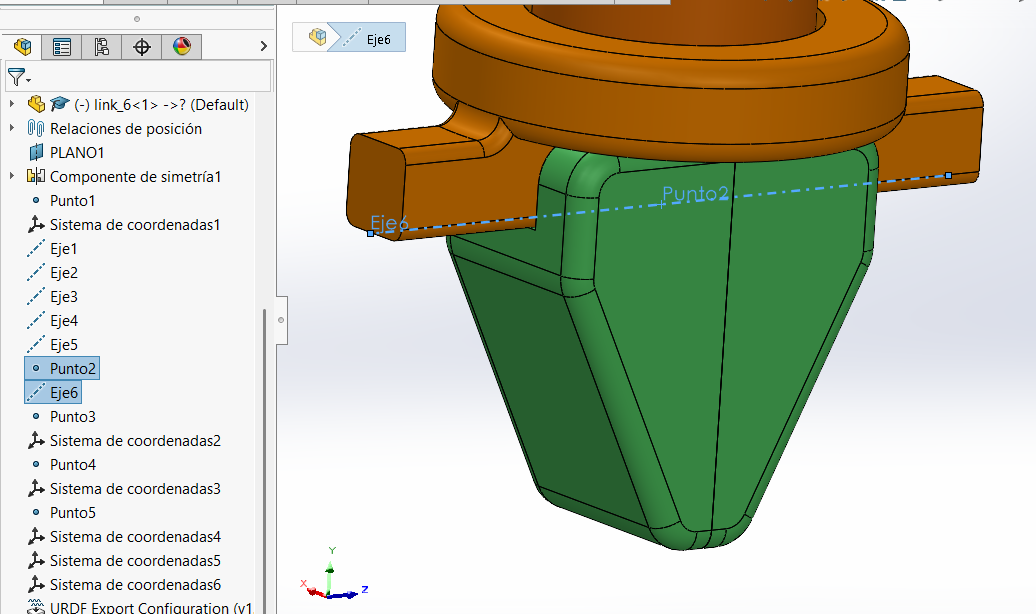 Eje6
(-) link_6<1> ->? (Default)
Relaciones de posición
PLANO1
Componente de simetría1
Punto1
Sistema de coordenadas1
Eje1
Eje2
Eje3
Eje4
Eje5
Punto2
Eje6
Punto3
Sistema de coordenadas2
Punto4
Sistema de coordenadas3
Punto5
Sistema de coordenadas4
Sistema de coordenadas5
Sistema de coordenadas6
URDF Export Configuration (v1
Punto2
Eje6
Y
X
Z